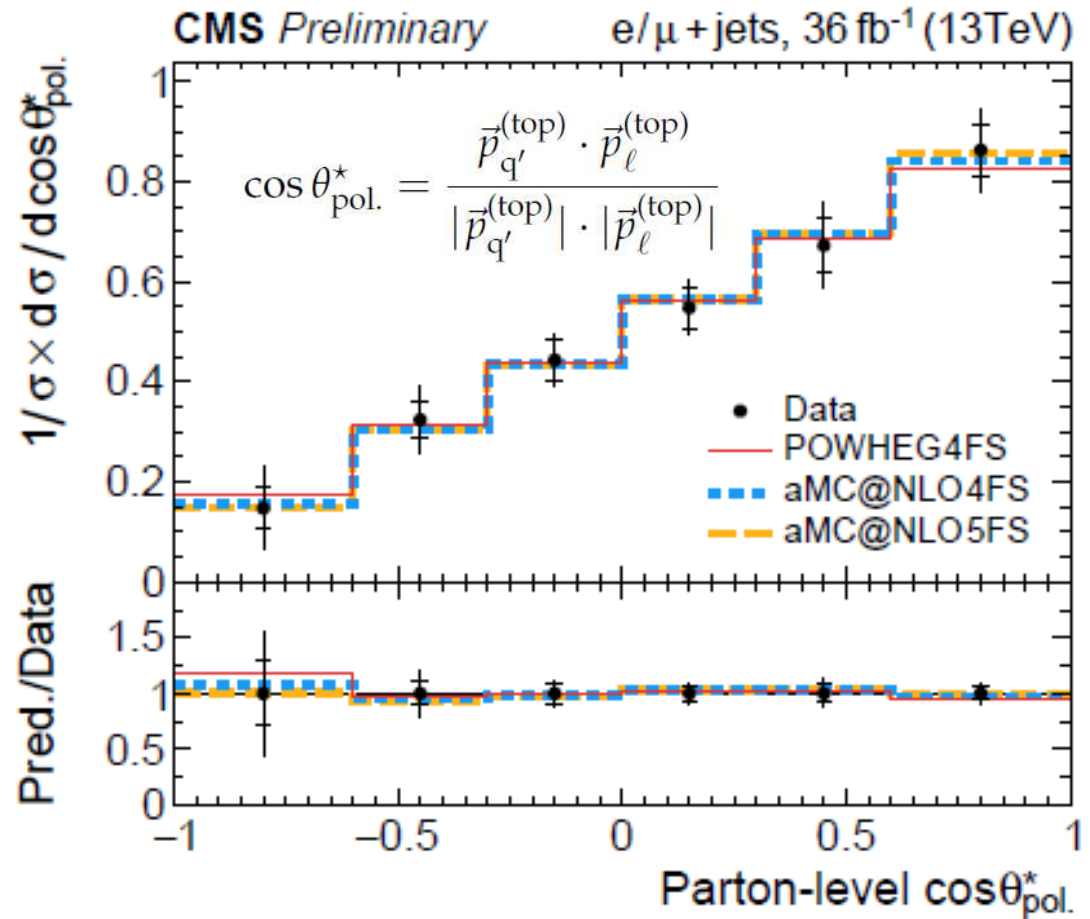 CMS Preliminary e/μ+jets, 36 fb⁻¹ (13TeV)
1/σ × dσ/dcosθ*pol.
1
0.8
0.6
0.4
0.2
0
cos θ⋆pol. = (p⃗q′(top) · p⃗ℓ(top)) / (|p⃗q′(top)| · |p⃗ℓ(top)|)
Data
POWHEG4FS
aMC@NLO4FS
aMC@NLO5FS
Pred./Data
1.5
1
0.5
0
−1 −0.5 0 0.5 1
Parton-level cosθ*pol.